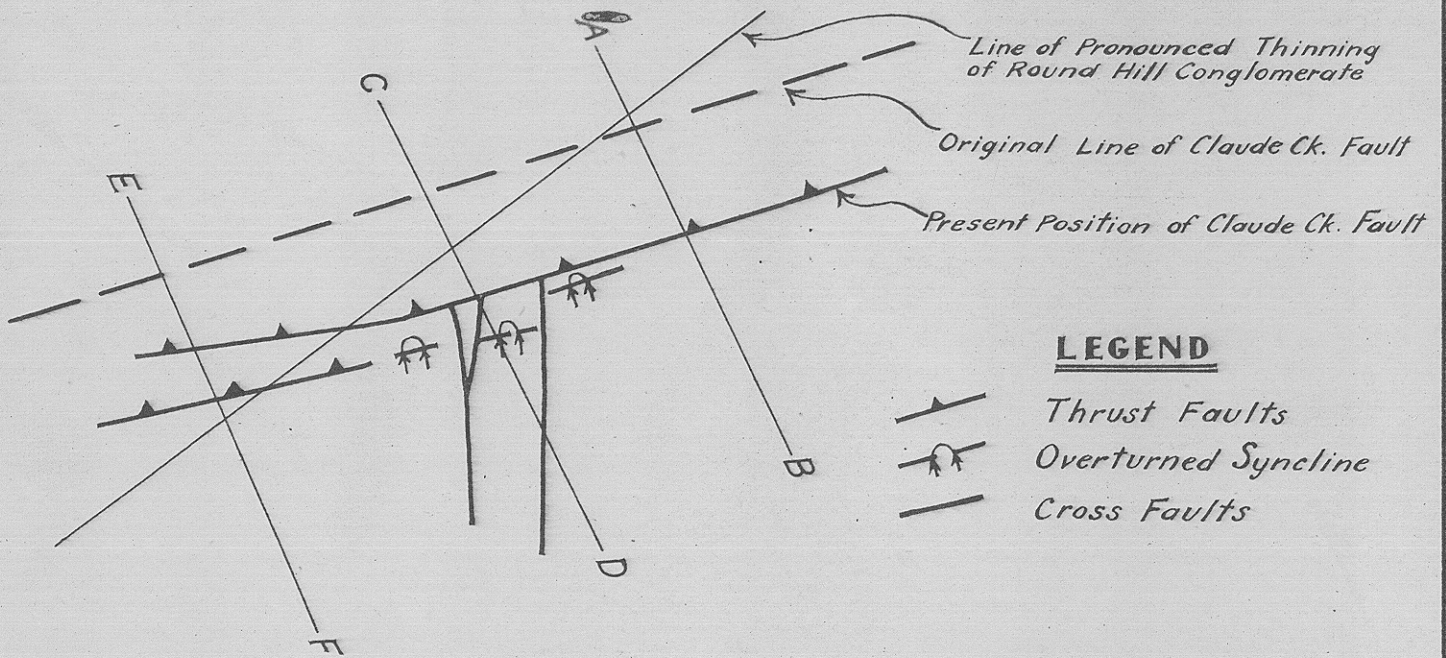 A
Line of Pronounced Thinning
of Round Hill Conglomerate
C
Original Line of Claude Ck. Fault
E
Present Position of Claude Ck. Fault
LEGEND
Thrust Faults
B
Overturned Syncline
Cross Faults
D
F